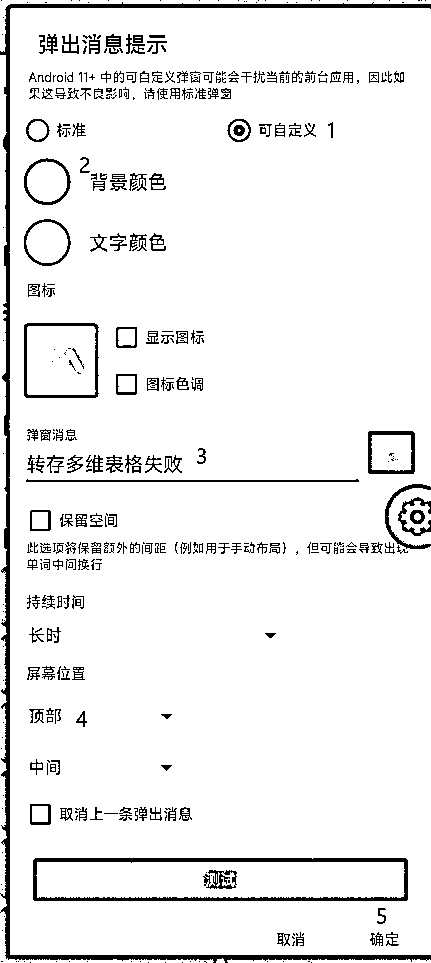 弹出消息提示
Android 11+ 中的可自定义弹窗可能会干扰当前的前台应用，因此如
果这导致不良影响，请使用标准弹窗
标准
可自定义 1
2 背景颜色
文字颜色
图标
显示图标
图标色调
弹窗消息
转存多维表格失败 3
保留空间
此选项将保留额外的间距（例如用于手动布局），但可能会导致出现
单词中间换行
持续时间
长时
屏幕位置
顶部 4
中间
取消上一条弹出消息
测试
5
取消 确定